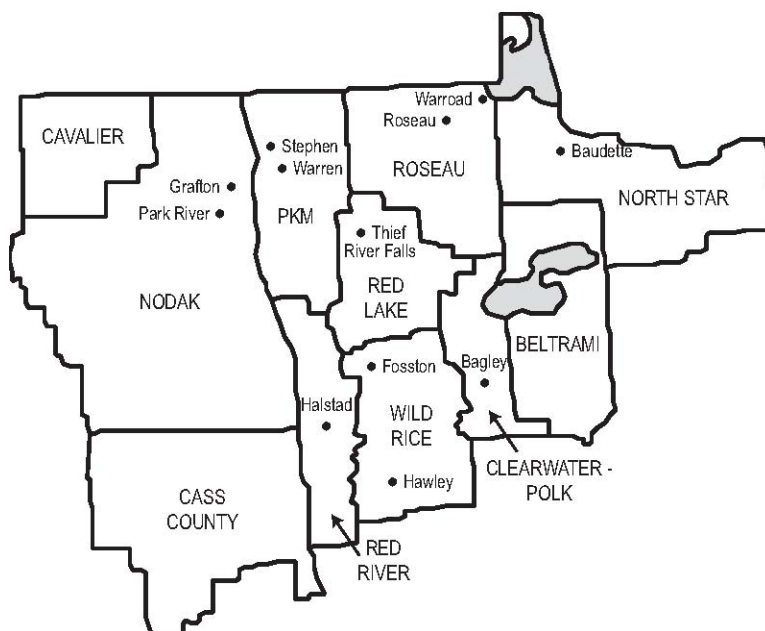 CAVALIER
Warroad
Roseau
ROSEAU
Stephen
Warren
PKM
Baudette
Grafton
Park River
NORTH STAR
Thief
River Falls
RED
LAKE
NODAK
BELTRAMI
Fosston
Bagley
Halstad
WILD
RICE
CLEARWATER -
POLK
Hawley
CASS
COUNTY
RED
RIVER